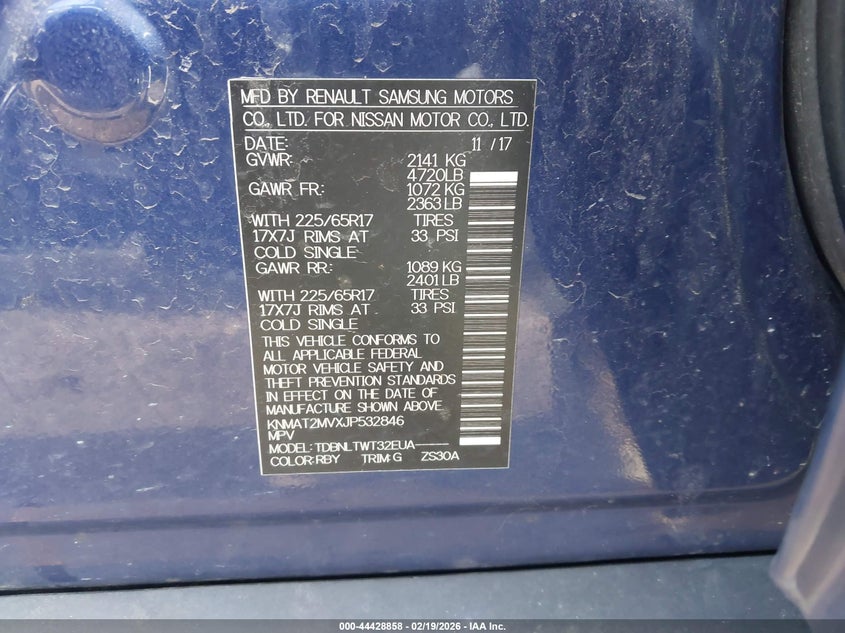 MFD BY RENAULT SAMSUNG MOTORS
CO., LTD. FOR NISSAN MOTOR CO., LTD.
DATE: 11 / 17
GVWR: 2141 KG
4720LB
GAWR FR: 1072 KG
2363 LB
WITH 225/65R17 TIRES
17X7J RIMS AT 33 PSI
COLD SINGLE
GAWR RR: 1089 KG
2401 LB
WITH 225/65R17 TIRES
17X7J RIMS AT 33 PSI
COLD SINGLE
THIS VEHICLE CONFORMS TO
ALL APPLICABLE FEDERAL
MOTOR VEHICLE SAFETY AND
THEFT PREVENTION STANDARDS
IN EFFECT ON THE DATE OF
MANUFACTURE SHOWN ABOVE
KNMAT2MVXJP532846
MPV
MODEL: TDBNLTWT32EUA-----
COLOR:RBY TRIM:G ZS30A
000-44428858 - 02/19/2026 - IAA Inc.